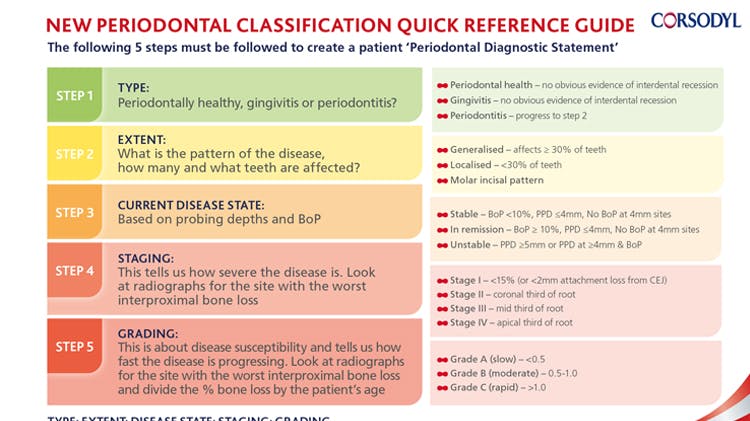 NEW PERIODONTAL CLASSIFICATION QUICK REFERENCE GUIDE
CORSODYL
The following 5 steps must be followed to create a patient ‘Periodontal Diagnostic Statement’
STEP 1
TYPE:
Periodontally healthy, gingivitis or periodontitis?
Periodontal health – no obvious evidence of interdental recession
Gingivitis – no obvious evidence of interdental recession
Periodontitis – progress to step 2
STEP 2
EXTENT:
What is the pattern of the disease,
how many and what teeth are affected?
Generalised – affects ≥ 30% of teeth
Localised – <30% of teeth
Molar incisal pattern
STEP 3
CURRENT DISEASE STATE:
Based on probing depths and BoP
Stable – BoP <10%, PPD ≤4mm, No BoP at 4mm sites
In remission – BoP ≥ 10%, PPD ≤4mm, No BoP at 4mm sites
Unstable – PPD ≥5mm or PPD at ≥4mm & BoP
STEP 4
STAGING:
This tells us how severe the disease is. Look
at radiographs for the site with the worst
interproximal bone loss
Stage I – <15% (or <2mm attachment loss from CEJ)
Stage II – coronal third of root
Stage III – mid third of root
Stage IV – apical third of root
STEP 5
GRADING:
This is about disease susceptibility and tells us how
fast the disease is progressing. Look at radiographs
for the site with the worst interproximal bone loss
and divide the % bone loss by the patient’s age
Grade A (slow) – <0.5
Grade B (moderate) – 0.5-1.0
Grade C (rapid) – >1.0
TYPE: EXTENT: DISEASE STATE: STAGING: GRADING